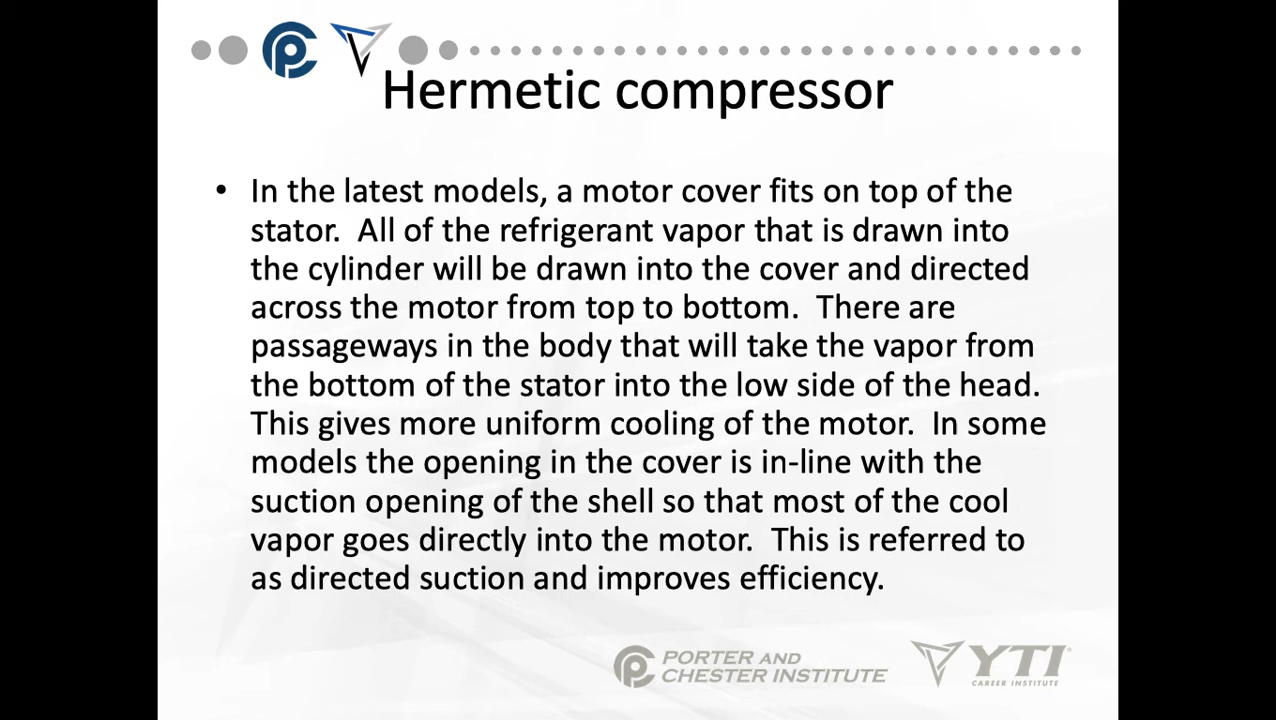 Hermetic compressor
• In the latest models, a motor cover fits on top of the
stator.  All of the refrigerant vapor that is drawn into
the cylinder will be drawn into the cover and directed
across the motor from top to bottom.  There are
passageways in the body that will take the vapor from
the bottom of the stator into the low side of the head.
This gives more uniform cooling of the motor.  In some
models the opening in the cover is in-line with the
suction opening of the shell so that most of the cool
vapor goes directly into the motor.  This is referred to
as directed suction and improves efficiency.
PORTER AND
CHESTER INSTITUTE
YTI
CAREER INSTITUTE